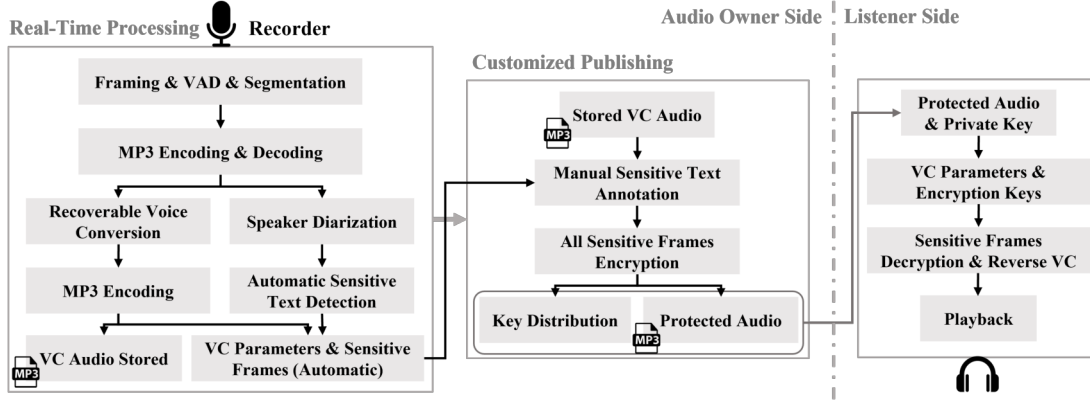 Real-Time Processing
Recorder
Framing & VAD & Segmentation
MP3 Encoding & Decoding
Recoverable Voice
Conversion
Speaker Diarization
MP3 Encoding
Automatic Sensitive
Text Detection
MP3
VC Audio Stored
VC Parameters & Sensitive
Frames (Automatic)
Audio Owner Side
Customized Publishing
MP3
Stored VC Audio
Manual Sensitive Text
Annotation
All Sensitive Frames
Encryption
Key Distribution
MP3
Protected Audio
Listener Side
Protected Audio
& Private Key
VC Parameters &
Encryption Keys
Sensitive Frames
Decryption & Reverse VC
Playback